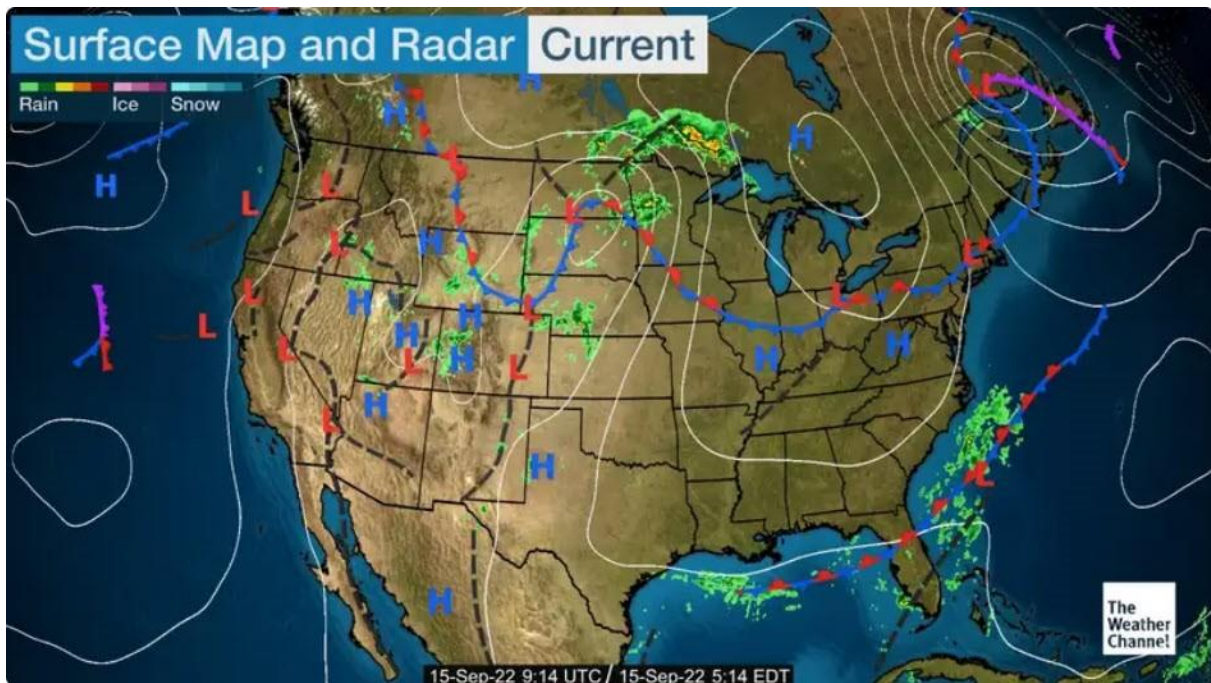 Surface Map and Radar Current
Rain Ice Snow
H
H
H
H
L
L
L
H
L
L
L
H
L
L
L
H
H
H
H
L
H
L
H
L
L
H
H
L
H
L
H
The
Weather
Channel
15-Sep-22 9:14 UTC / 15-Sep-22 5:14 EDT